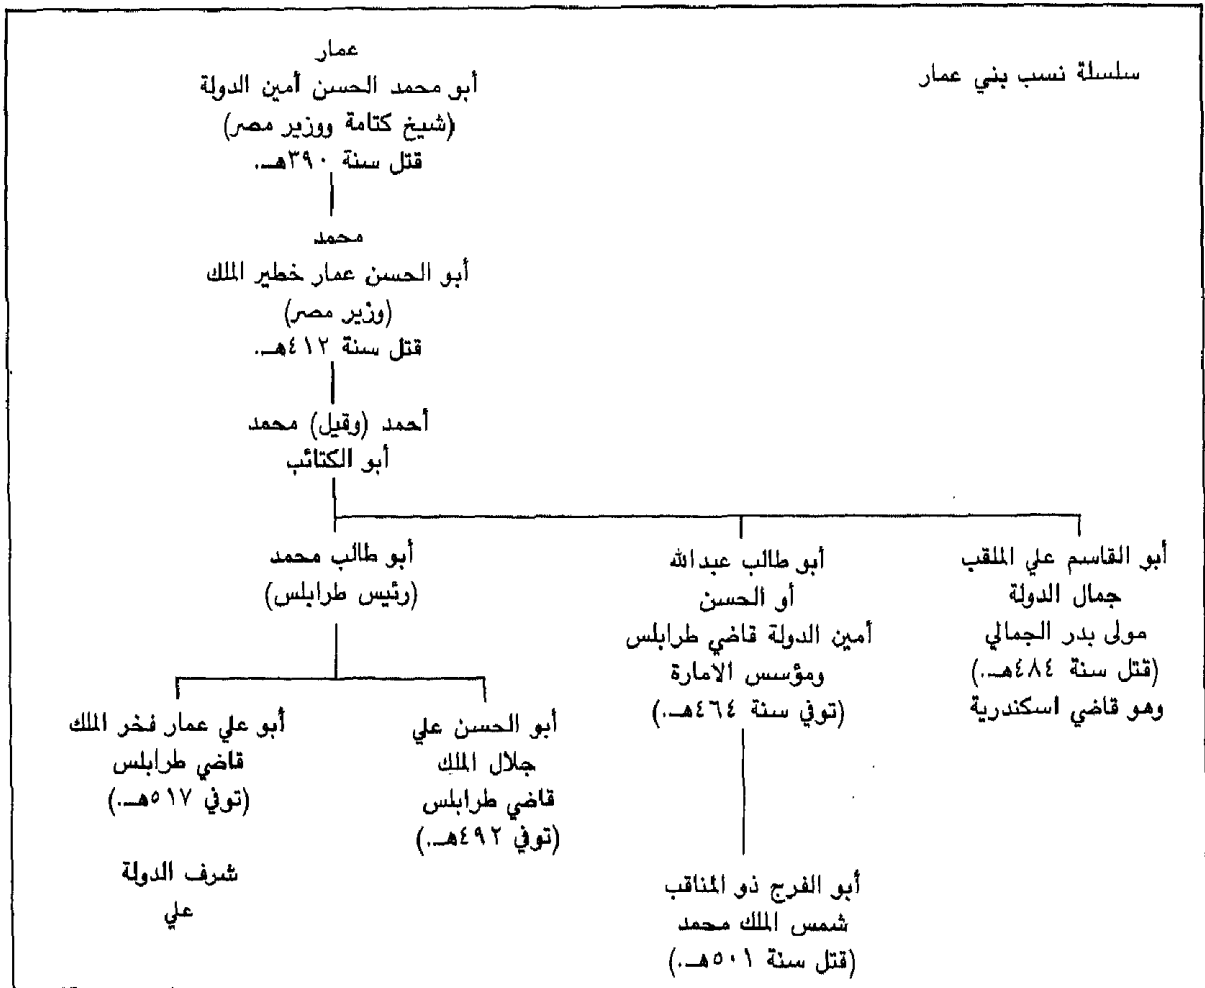 سلسلة نسب بني عمار
عمار
أبو محمد الحسن أمين الدولة
(شيخ كتامة ووزير مصر)
قتل سنة ٣٩٠هـ.
محمد
أبو الحسن عمار خطير الملك
(وزير مصر)
قتل سنة ٤١٢هـ.
أحمد (وقيل) محمد
أبو الكتائب
أبو القاسم علي الملقب
جمال الدولة
مولى بدر الجمالي
(قتل سنة ٤٨٤هـ.)
وهو قاضي اسكندرية
أبو طالب عبدالله
أو الحسن
أمين الدولة قاضي طرابلس
ومؤسس الامارة
(توفي سنة ٤٦٤هـ.)
أبو الفرج ذو المناقب
شمس الملك محمد
(قتل سنة ٥٠١هـ.)
أبو طالب محمد
(رئيس طرابلس)
أبو الحسن علي
جلال الملك
قاضي طرابلس
(توفي ٤٩٢هـ.)
أبو علي عمار فخر الملك
قاضي طرابلس
(توفي ٥١٧هـ.)
شرف الدولة
علي